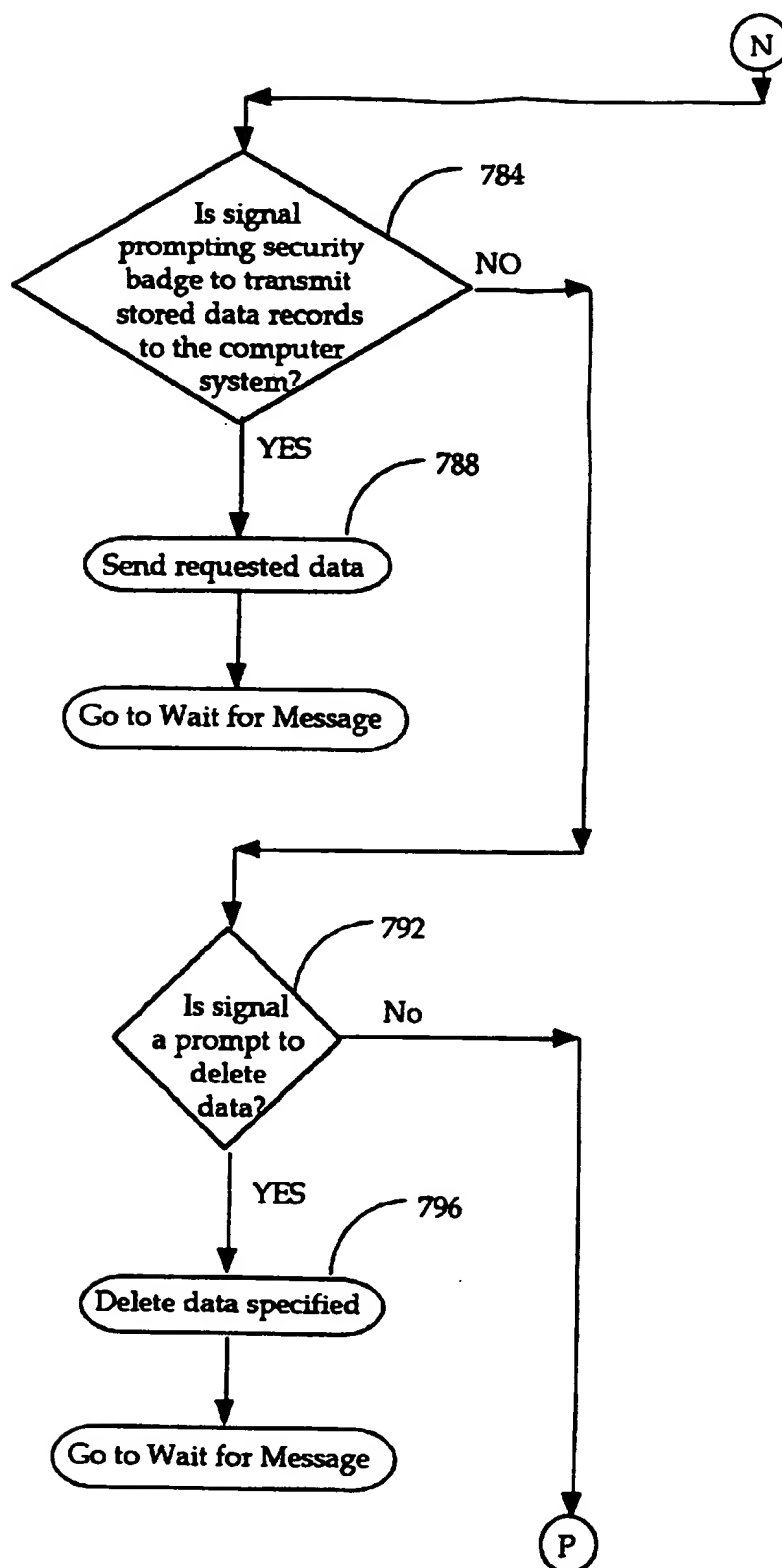 N
784
Is signal
prompting security
badge to transmit
stored data records
to the computer
system?
NO
YES
788
Send requested data
Go to Wait for Message
792
Is signal
a prompt to
delete
data?
No
YES
796
Delete data specified
Go to Wait for Message
P